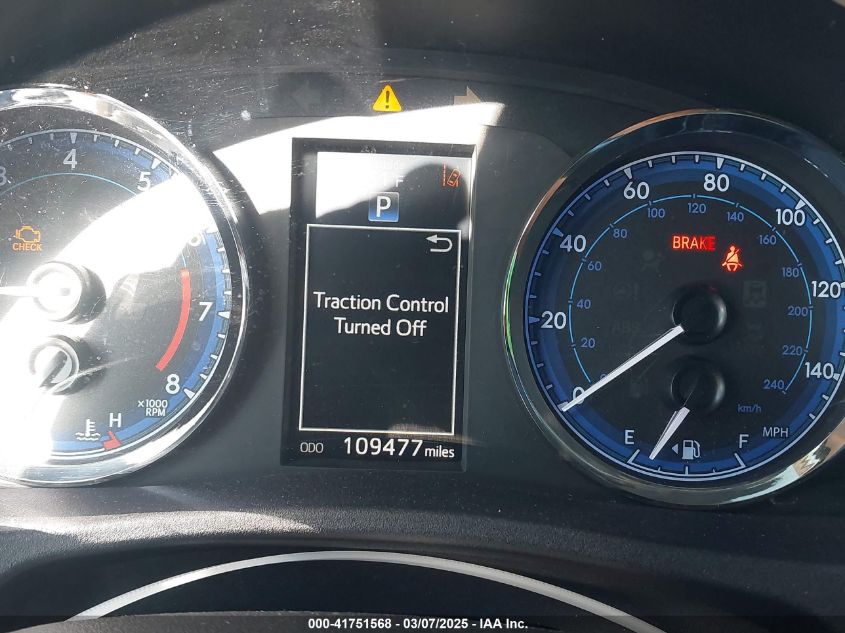 4
5
6
7
8
x1000
RPM
H
CHECK
F
P
Traction Control
Turned Off
ODO 109477 miles
0
20
40
60
80
100
120
140
MPH
20
40
60
80
100
120
140
160
180
200
220
240
km/h
BRAKE
E
F
000-41751568 - 03/07/2025 - IAA Inc.